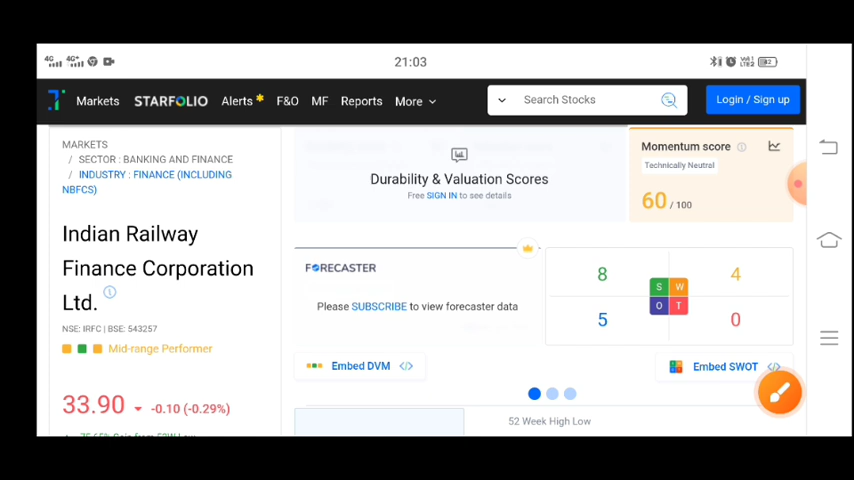 4G 4G+
21:03
82
Markets STARFOLIO Alerts F&O MF Reports More Search Stocks Login / Sign up
MARKETS
/ SECTOR : BANKING AND FINANCE
/ INDUSTRY : FINANCE (INCLUDING
NBFCS)
Indian Railway
Finance Corporation
Ltd.
NSE: IRFC | BSE: 543257
Mid-range Performer
33.90 -0.10 (-0.29%)
Durability & Valuation Scores
Free SIGN IN to see details
Momentum score
Technically Neutral
60 / 100
FORECASTER
Please SUBSCRIBE to view forecaster data
8 4
S W
O T
5 0
Embed DVM </>
Embed SWOT </>
52 Week High Low